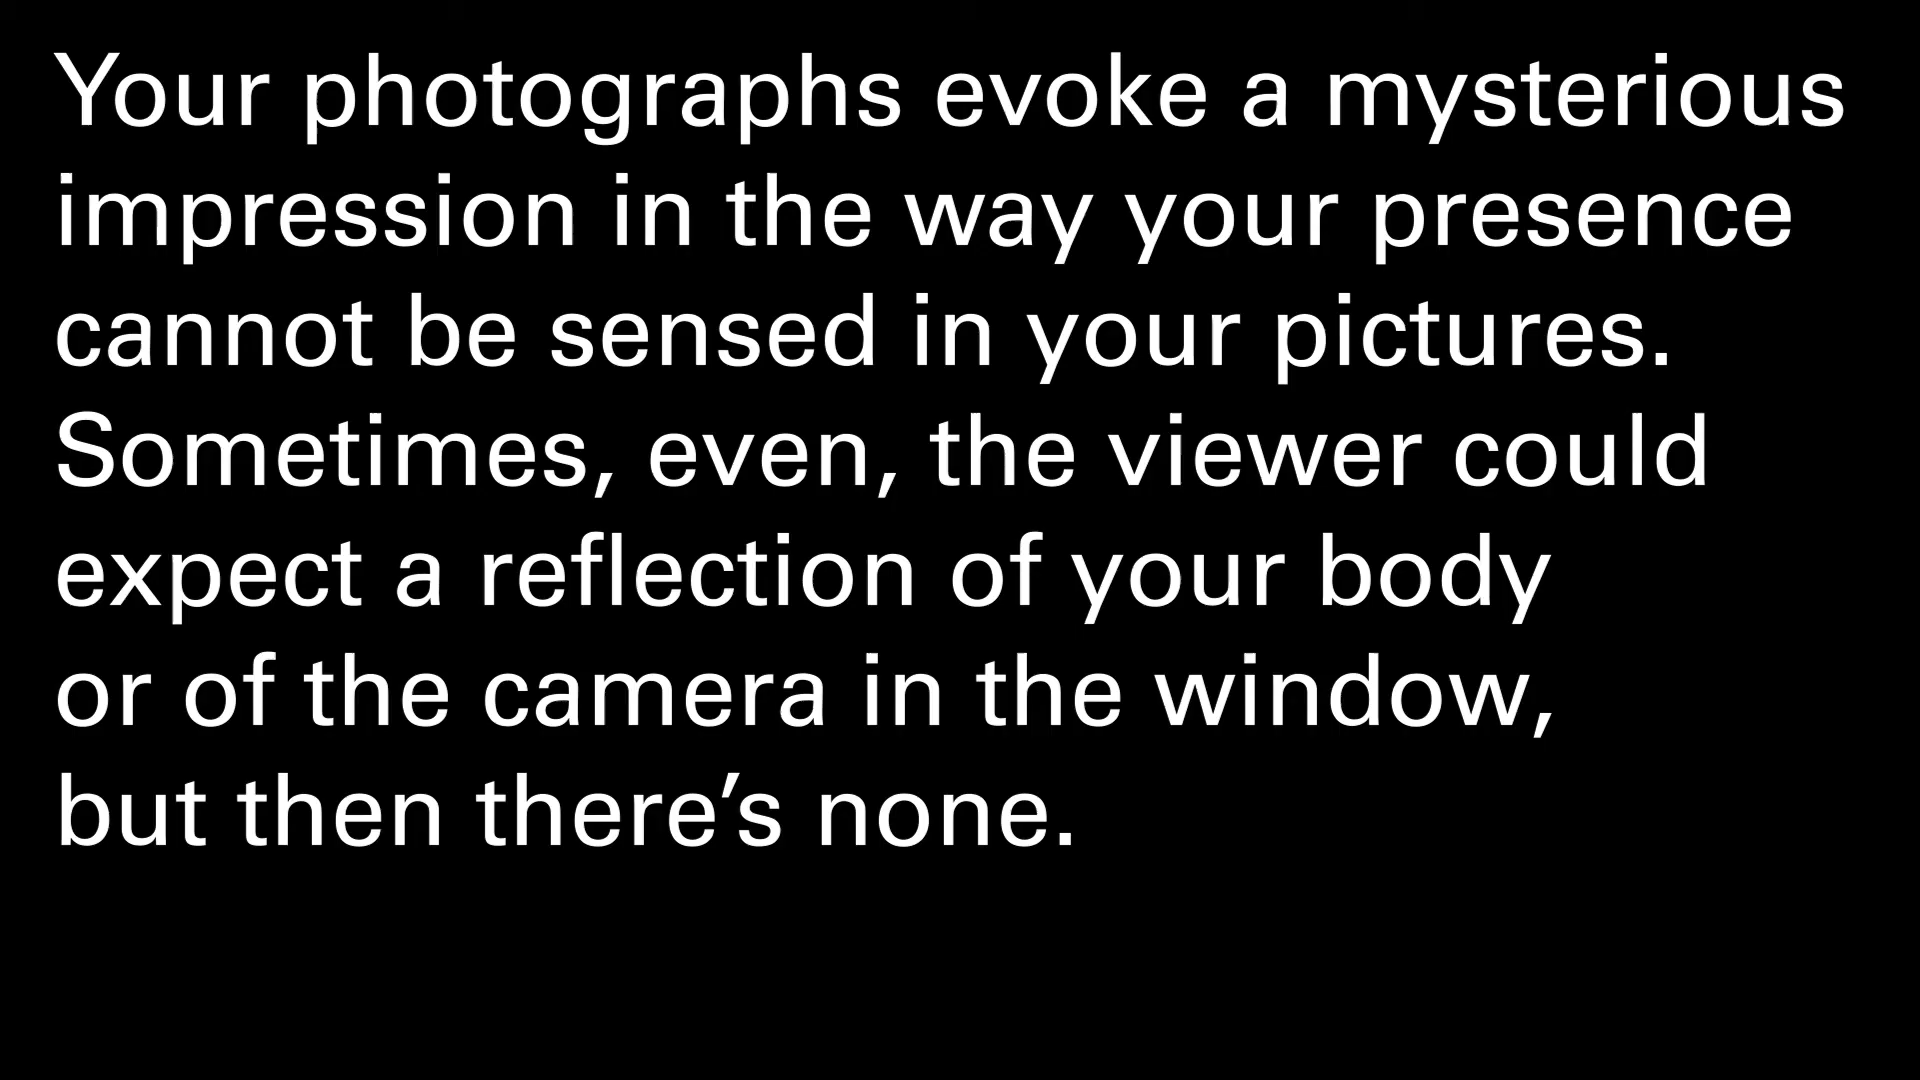 Your photographs evoke a mysterious
impression in the way your presence
cannot be sensed in your pictures.
Sometimes, even, the viewer could
expect a reflection of your body
or of the camera in the window,
but then there’s none.